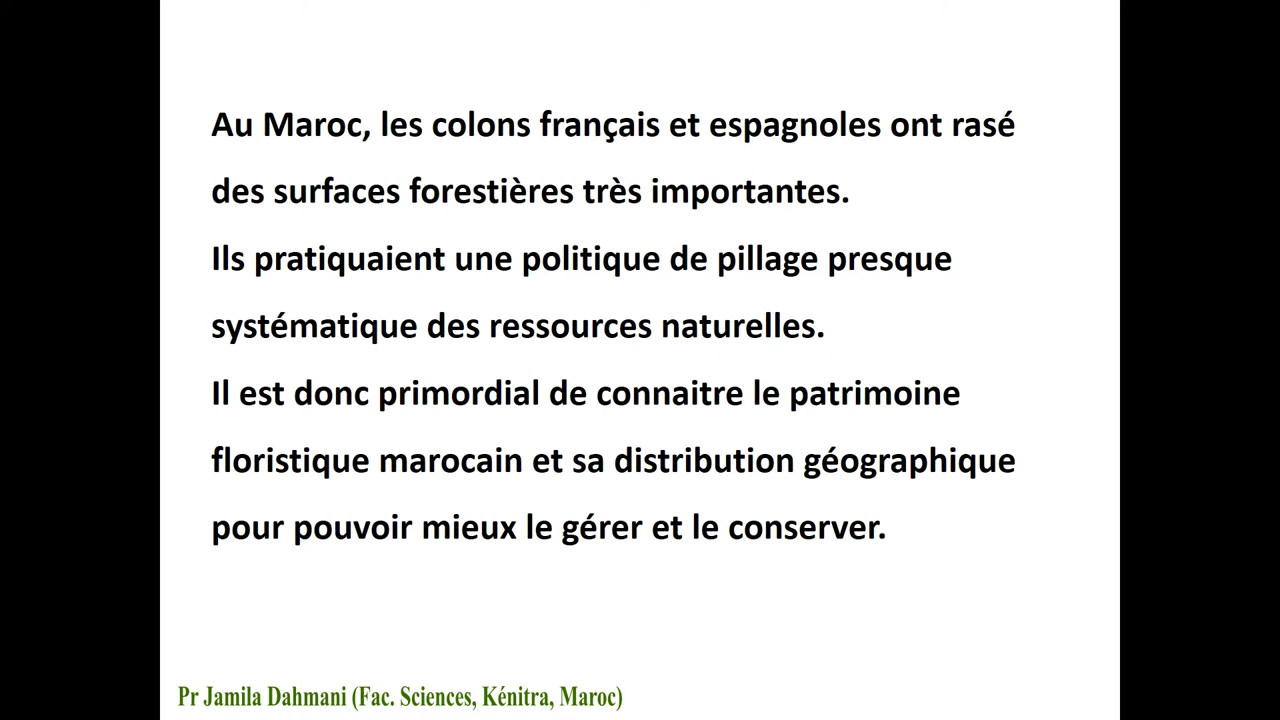 Au Maroc, les colons français et espagnoles ont rasé
des surfaces forestières très importantes.
Ils pratiquaient une politique de pillage presque
systématique des ressources naturelles.
Il est donc primordial de connaitre le patrimoine
floristique marocain et sa distribution géographique
pour pouvoir mieux le gérer et le conserver.
Pr Jamila Dahmani (Fac. Sciences, Kénitra, Maroc)